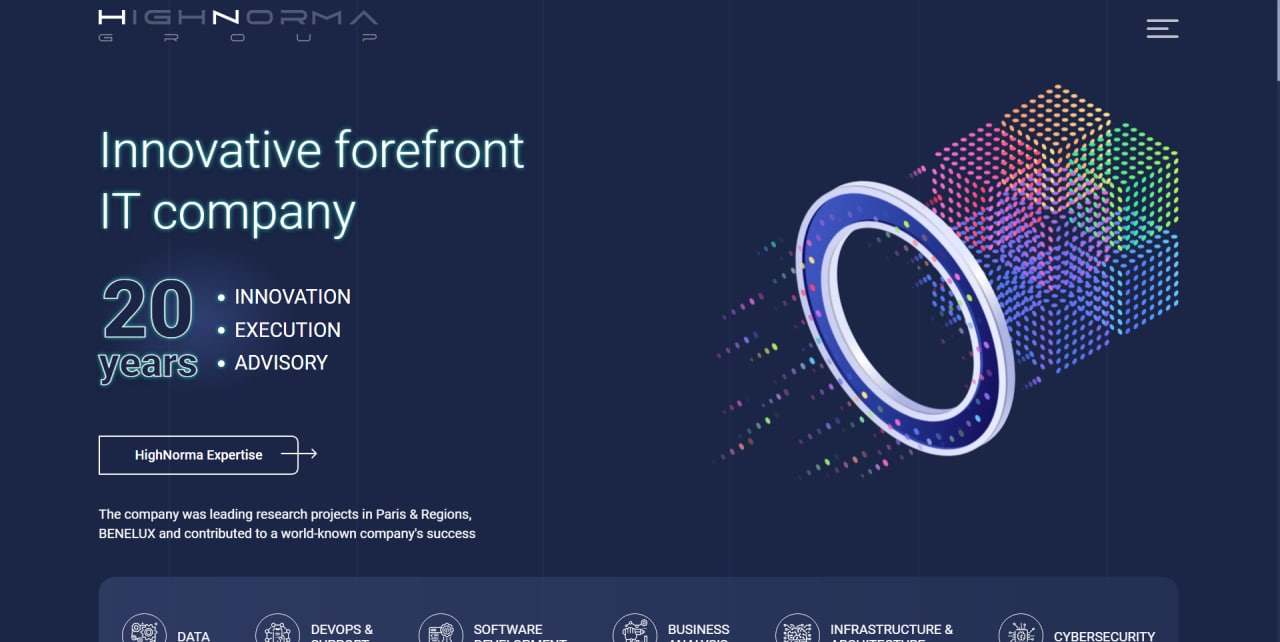 HIGHNORMA
GROUP
Innovative forefront
IT company
20
years
• INNOVATION
• EXECUTION
• ADVISORY
HighNorma Expertise
The company was leading research projects in Paris & Regions,
BENELUX and contributed to a world-known company's success
DATA
DEVOPS &
SUPPORT
SOFTWARE
DEVELOPMENT
BUSINESS
ANALYSIS
INFRASTRUCTURE &
ARCHITECTURE
CYBERSECURITY